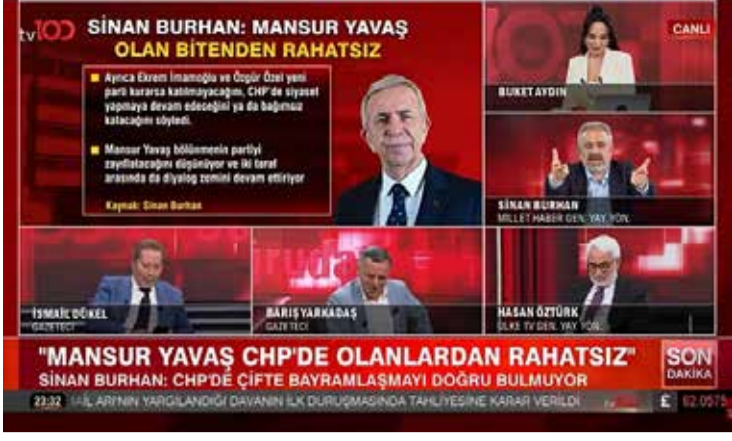 tv100
SİNAN BURHAN: MANSUR YAVAŞ
OLAN BİTENDEN RAHATSIZ
Ayrıca Ekrem İmamoğlu ve Özgür Özel yeni
parti kurarsa katılmayacağını, CHP'de siyaset
yapmaya devam edeceğini ya da bağımsız
kalacağını söyledi.
Mansur Yavaş bölünmenin partiyi
zayıflatacağını düşünüyor ve iki taraf
arasında da diyalog zemini devam ettiriyor
Kaynak: Sinan Burhan
CANLI
BUKET AYDIN
SİNAN BURHAN
MİLLET HABER GEN. YAY. YÖN.
İSMAİL DÜKEL
GAZETECİ
BARIŞ YARKADAŞ
GAZETECİ
HASAN ÖZTÜRK
ÜLKE TV GEN. YAY. YÖN.
"MANSUR YAVAŞ CHP'DE OLANLARDAN RAHATSIZ"
SİNAN BURHAN: CHP'DE ÇİFTE BAYRAMLAŞMAYI DOĞRU BULMUYOR
SON
DAKİKA
23:32
ARI'NIN YARGILANDIĞI DAVANIN İLK DURUŞMASINDA TAHLİYESİNE KARAR VERİLDİ
£